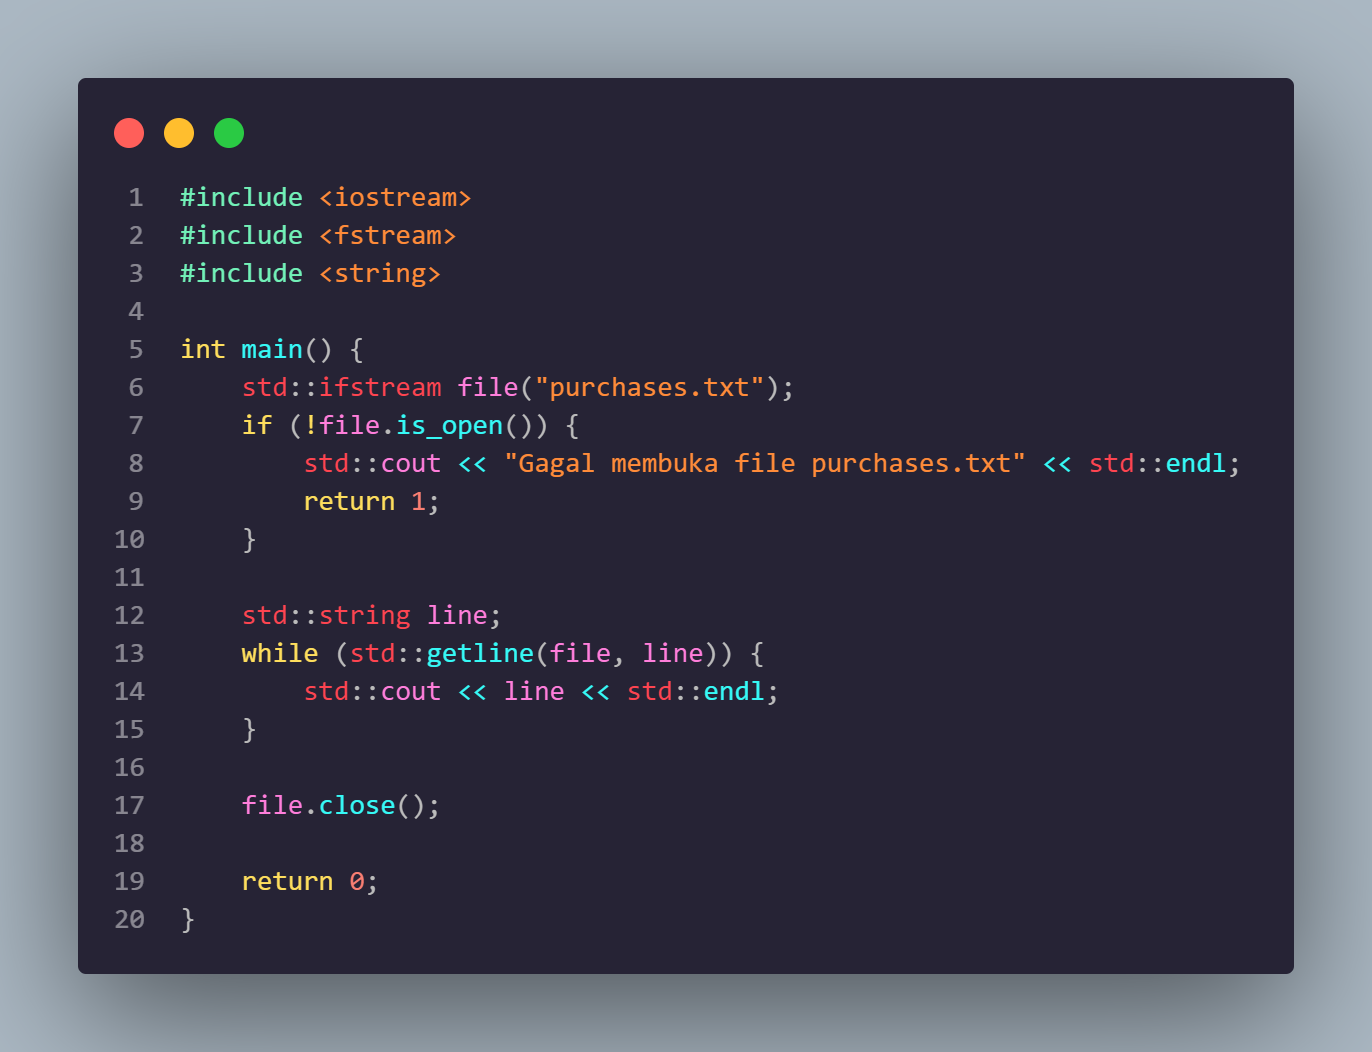 1 #include <iostream>
2 #include <fstream>
3 #include <string>
4
5 int main() {
6     std::ifstream file("purchases.txt");
7     if (!file.is_open()) {
8         std::cout << "Gagal membuka file purchases.txt" << std::endl;
9         return 1;
10     }
11
12     std::string line;
13     while (std::getline(file, line)) {
14         std::cout << line << std::endl;
15     }
16
17     file.close();
18
19     return 0;
20 }